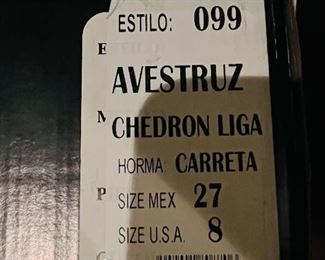 ESTILO: 099
E
AVESTRUZ
M
CHEDRON LIGA
HORMA: CARRETA
P
SIZE MEX 27
SIZE U.S.A. 8